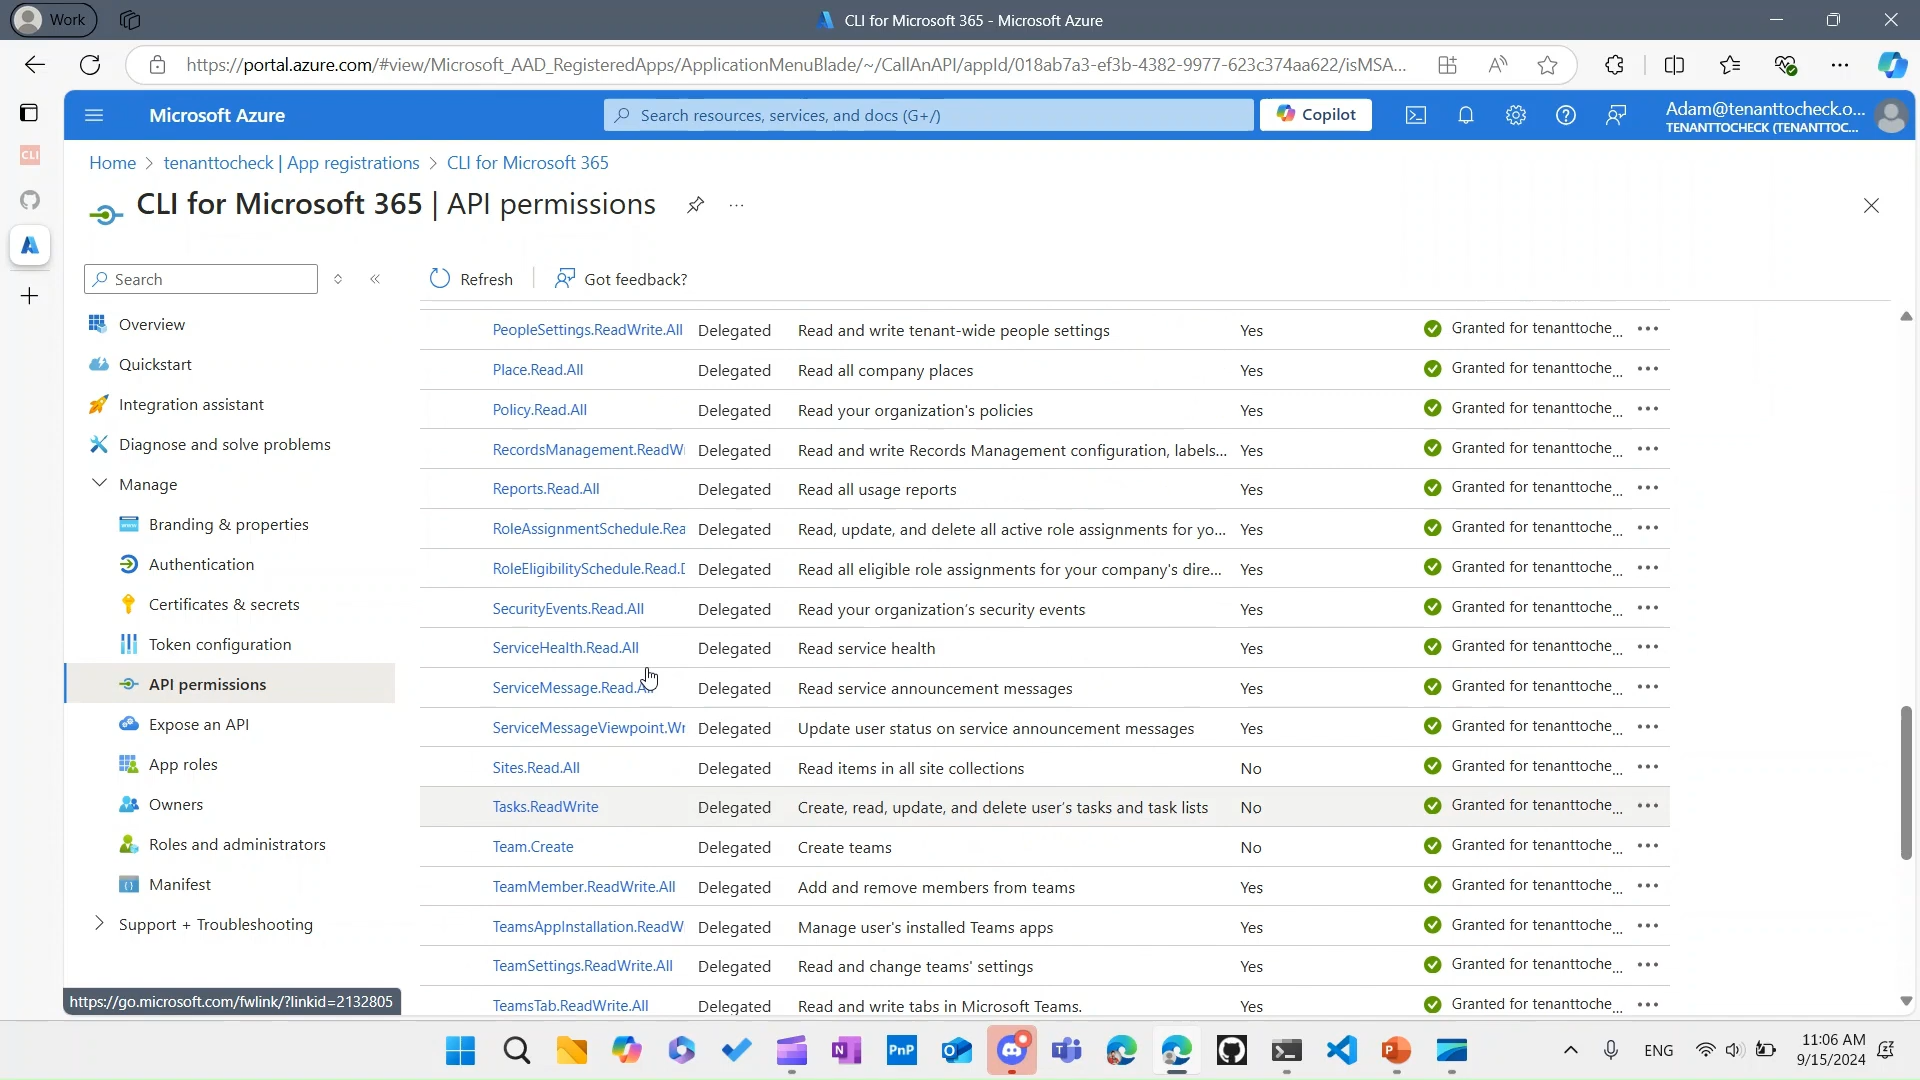 Work
CLI for Microsoft 365 - Microsoft Azure
https://portal.azure.com/#view/Microsoft_AAD_RegisteredApps/ApplicationMenuBlade/~/CallAnAPI/appId/018ab7a3-ef3b-4382-9977-623c374aa622/isMSA...
Microsoft Azure
Search resources, services, and docs (G+/)
Copilot
Adam@tenanttocheck.o...
TENANTTOCHECK (TENANTTOC...
CLI
Home > tenanttocheck | App registrations > CLI for Microsoft 365
CLI for Microsoft 365 | API permissions
Search
Refresh
Got feedback?
Overview
Quickstart
Integration assistant
Diagnose and solve problems
Manage
Branding & properties
Authentication
Certificates & secrets
Token configuration
API permissions
Expose an API
App roles
Owners
Roles and administrators
Manifest
Support + Troubleshooting
PeopleSettings.ReadWrite.All Delegated Read and write tenant-wide people settings Yes Granted for tenanttoche...
Place.Read.All Delegated Read all company places Yes Granted for tenanttoche...
Policy.Read.All Delegated Read your organization's policies Yes Granted for tenanttoche...
RecordsManagement.ReadW Delegated Read and write Records Management configuration, labels... Yes Granted for tenanttoche...
Reports.Read.All Delegated Read all usage reports Yes Granted for tenanttoche...
RoleAssignmentSchedule.Rea Delegated Read, update, and delete all active role assignments for yo... Yes Granted for tenanttoche...
RoleEligibilitySchedule.Read.D Delegated Read all eligible role assignments for your company's dire... Yes Granted for tenanttoche...
SecurityEvents.Read.All Delegated Read your organization's security events Yes Granted for tenanttoche...
ServiceHealth.Read.All Delegated Read service health Yes Granted for tenanttoche...
ServiceMessage.Read.All Delegated Read service announcement messages Yes Granted for tenanttoche...
ServiceMessageViewpoint.Wr Delegated Update user status on service announcement messages Yes Granted for tenanttoche...
Sites.Read.All Delegated Read items in all site collections No Granted for tenanttoche...
Tasks.ReadWrite Delegated Create, read, update, and delete user's tasks and task lists No Granted for tenanttoche...
Team.Create Delegated Create teams No Granted for tenanttoche...
TeamMember.ReadWrite.All Delegated Add and remove members from teams Yes Granted for tenanttoche...
TeamsAppInstallation.ReadW Delegated Manage user's installed Teams apps Yes Granted for tenanttoche...
TeamSettings.ReadWrite.All Delegated Read and change teams' settings Yes Granted for tenanttoche...
TeamsTab.ReadWrite.All Delegated Read and write tabs in Microsoft Teams. Yes Granted for tenanttoche...
https://go.microsoft.com/fwlink/?linkid=2132805
PnP
ENG
11:06 AM
9/15/2024